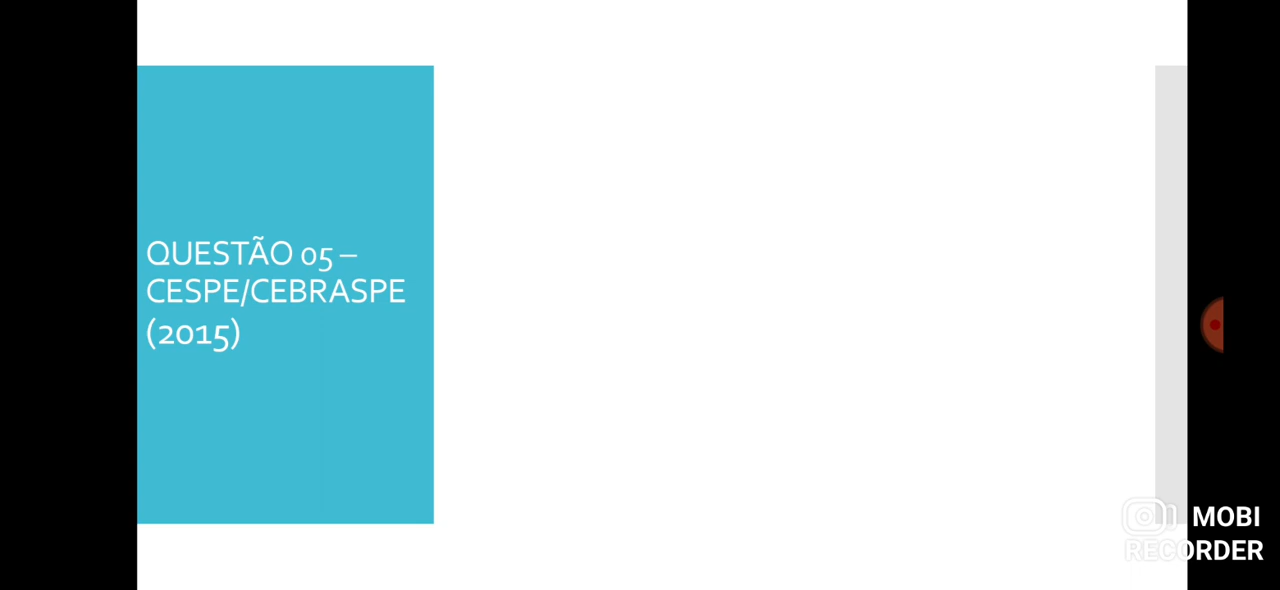 QUESTÃO 05 –
CESPE/CEBRASPE
(2015)
MOBI
RECORDER